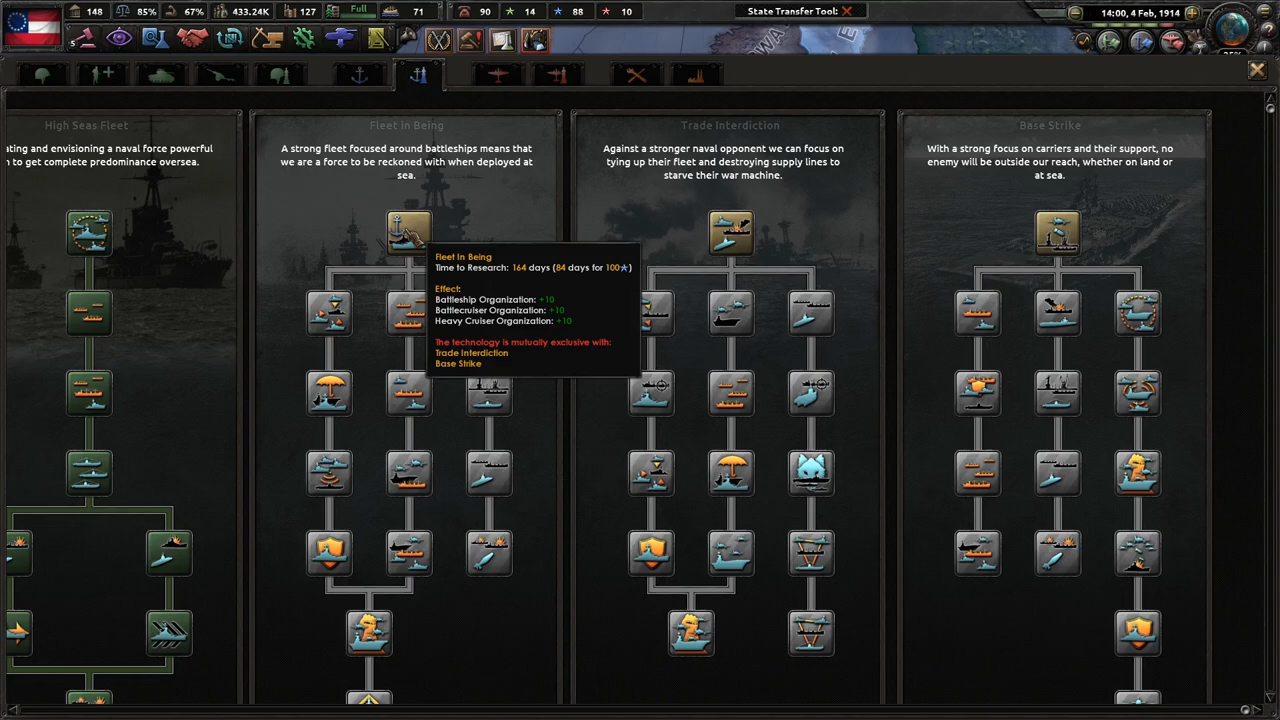 148
85%
67%
433.24K
127
Full
71
90
14
88
10
State Transfer Tool:
14:00, 4 Feb, 1914
5
High Seas Fleet
ating and envisioning a naval force powerful
n to get complete predominance oversea.
Fleet in Being
A strong fleet focused around battleships means that
we are a force to be reckoned with when deployed at
sea.
Trade Interdiction
Against a stronger naval opponent we can focus on
tying up their fleet and destroying supply lines to
starve their war machine.
Base Strike
With a strong focus on carriers and their support, no
enemy will be outside our reach, whether on land or
at sea.
Fleet In Being
Time to Research: 164 days (84 days for 100★)
Effect:
Battleship Organization: +10
Battlecruiser Organization: +10
Heavy Cruiser Organization: +10
The technology is mutually exclusive with:
Trade Interdiction
Base Strike